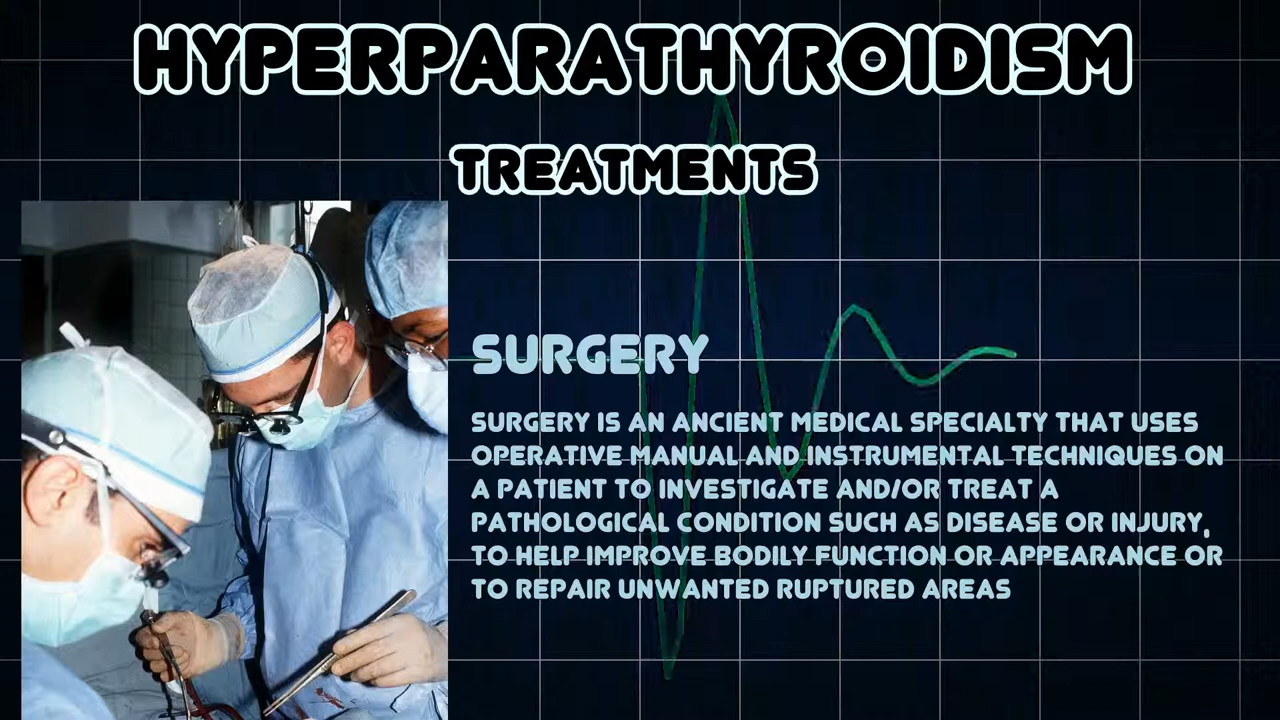 HYPERPARATHYROIDISM
TREATMENTS
SURGERY
SURGERY IS AN ANCIENT MEDICAL SPECIALTY THAT USES
OPERATIVE MANUAL AND INSTRUMENTAL TECHNIQUES ON
A PATIENT TO INVESTIGATE AND/OR TREAT A
PATHOLOGICAL CONDITION SUCH AS DISEASE OR INJURY,
TO HELP IMPROVE BODILY FUNCTION OR APPEARANCE OR
TO REPAIR UNWANTED RUPTURED AREAS